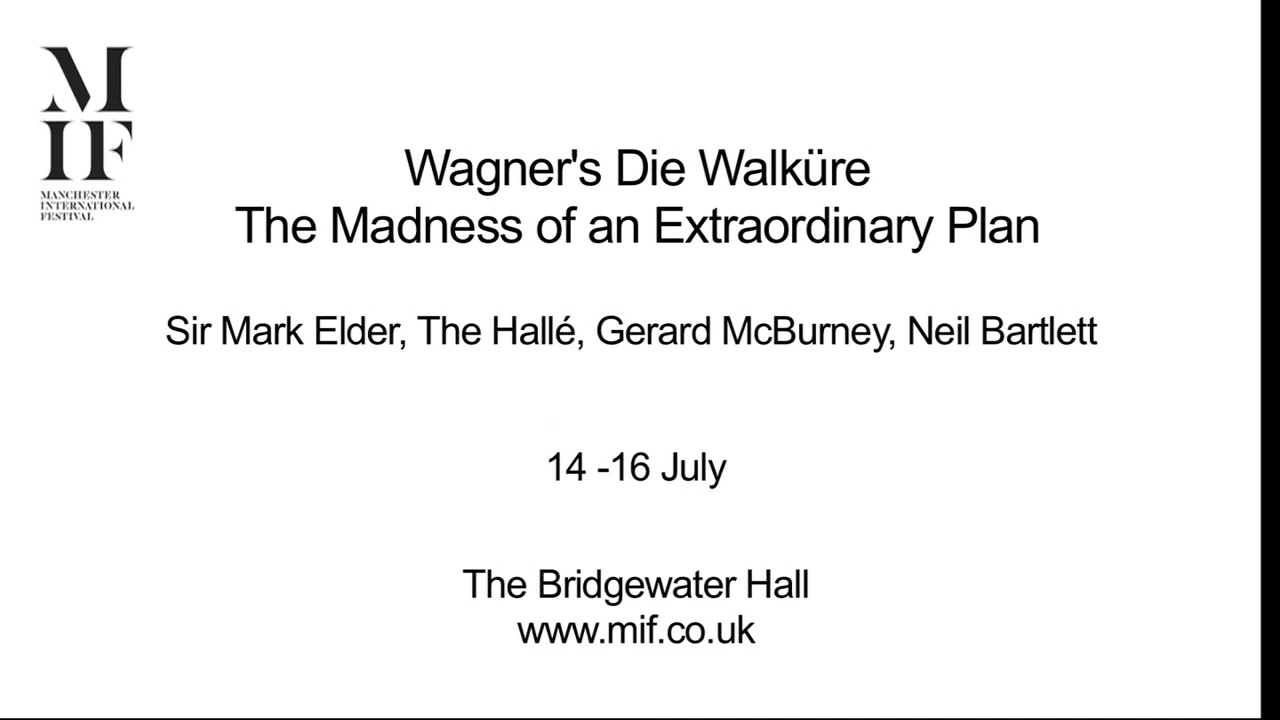 M
IF
MANCHESTER
INTERNATIONAL
FESTIVAL
Wagner's Die Walküre
The Madness of an Extraordinary Plan
Sir Mark Elder, The Hallé, Gerard McBurney, Neil Bartlett
14 -16 July
The Bridgewater Hall
www.mif.co.uk